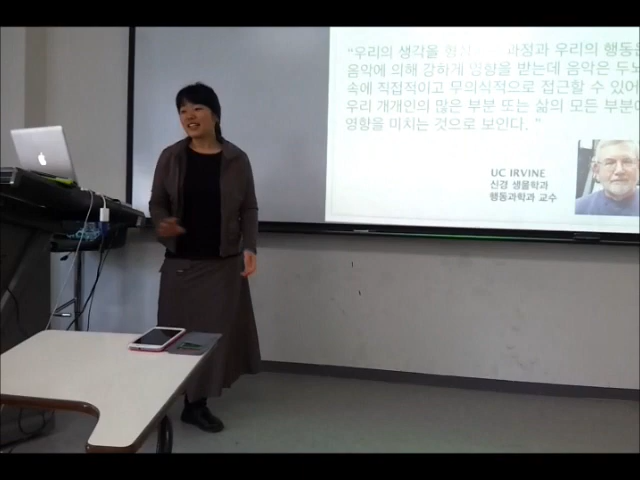 “우리의 생각을 형성 과정과 우리의 행동은
음악에 의해 강하게 영향을 받는데 음악은 두뇌
속에 직접적이고 무의식적으로 접근할 수 있어
우리 개개인의 많은 부분 또는 삶의 모든 부분
영향을 미치는 것으로 보인다. ”
UC IRVINE
신경 생물학과
행동과학과 교수